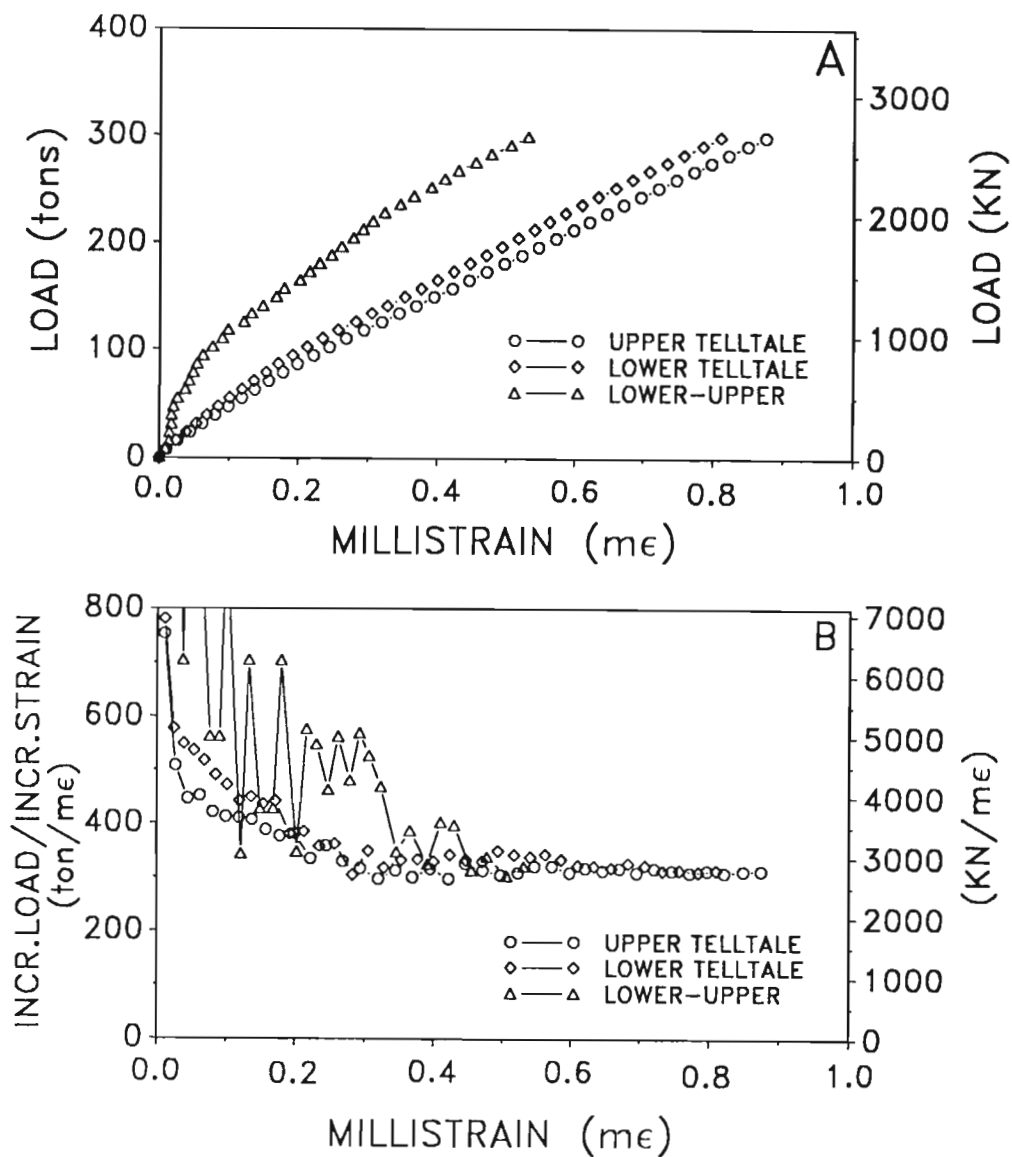 A
400
300
200
100
0
LOAD (tons)
3000
2000
1000
0
LOAD (KN)
UPPER TELLTALE
LOWER TELLTALE
LOWER-UPPER
0.0 0.2 0.4 0.6 0.8 1.0
MILLISTRAIN (mϵ)
B
800
600
400
200
0
INCR.LOAD/INCR.STRAIN
(ton/mϵ)
7000
6000
5000
4000
3000
2000
1000
0
(KN/mϵ)
UPPER TELLTALE
LOWER TELLTALE
LOWER-UPPER
0.0 0.2 0.4 0.6 0.8 1.0
MILLISTRAIN (mϵ)